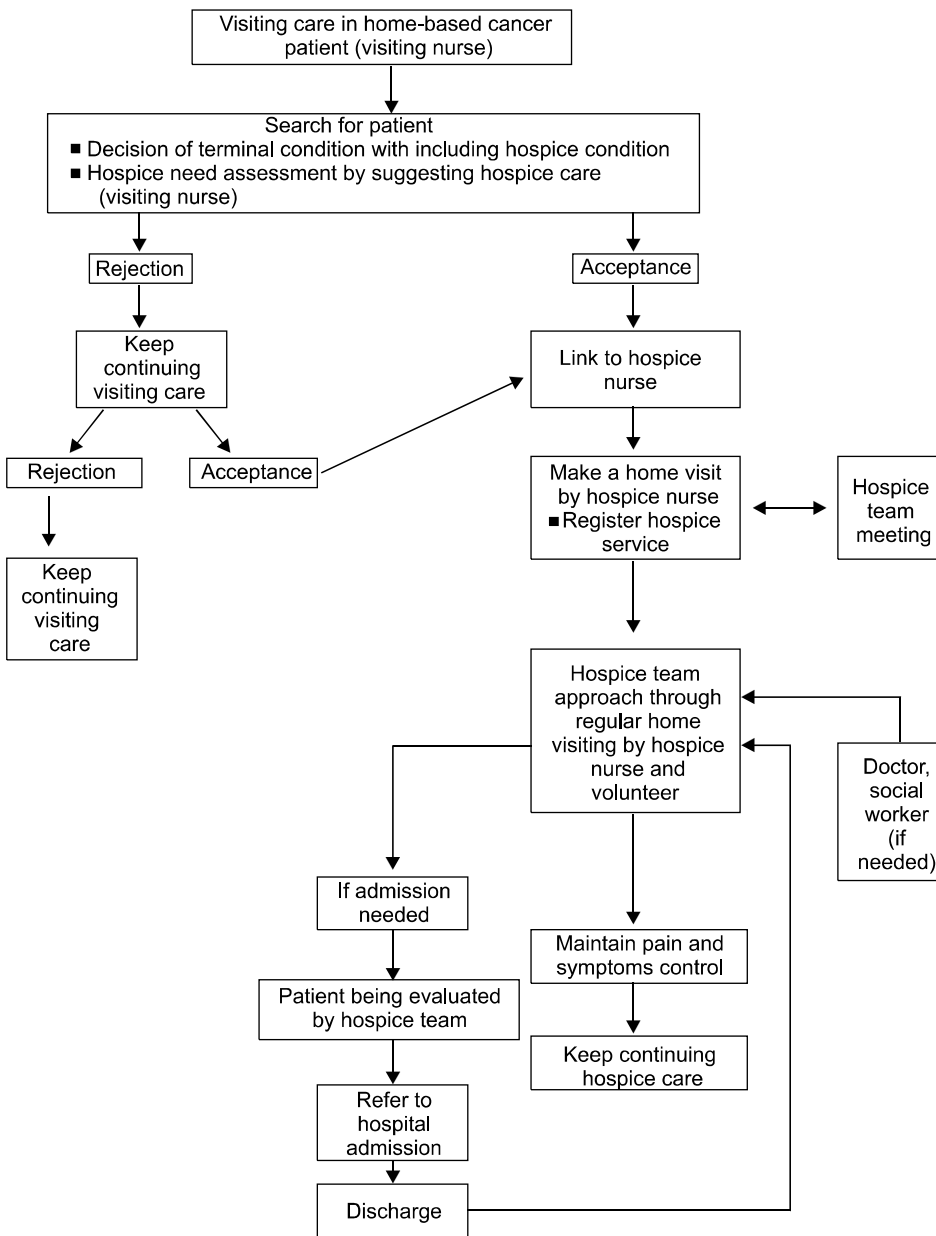 Visiting care in home-based cancer
patient (visiting nurse)
Search for patient
■ Decision of terminal condition with including hospice condition
■ Hospice need assessment by suggesting hospice care
(visiting nurse)
Rejection
Acceptance
Keep
continuing
visiting care
Link to hospice
nurse
Rejection
Acceptance
Make a home visit
by hospice nurse
■ Register hospice
service
Hospice
team
meeting
Keep
continuing
visiting
care
Hospice team
approach through
regular home
visiting by hospice
nurse and
volunteer
Doctor,
social
worker
(if
needed)
If admission
needed
Maintain pain and
symptoms control
Patient being evaluated
by hospice team
Keep continuing
hospice care
Refer to
hospital
admission
Discharge